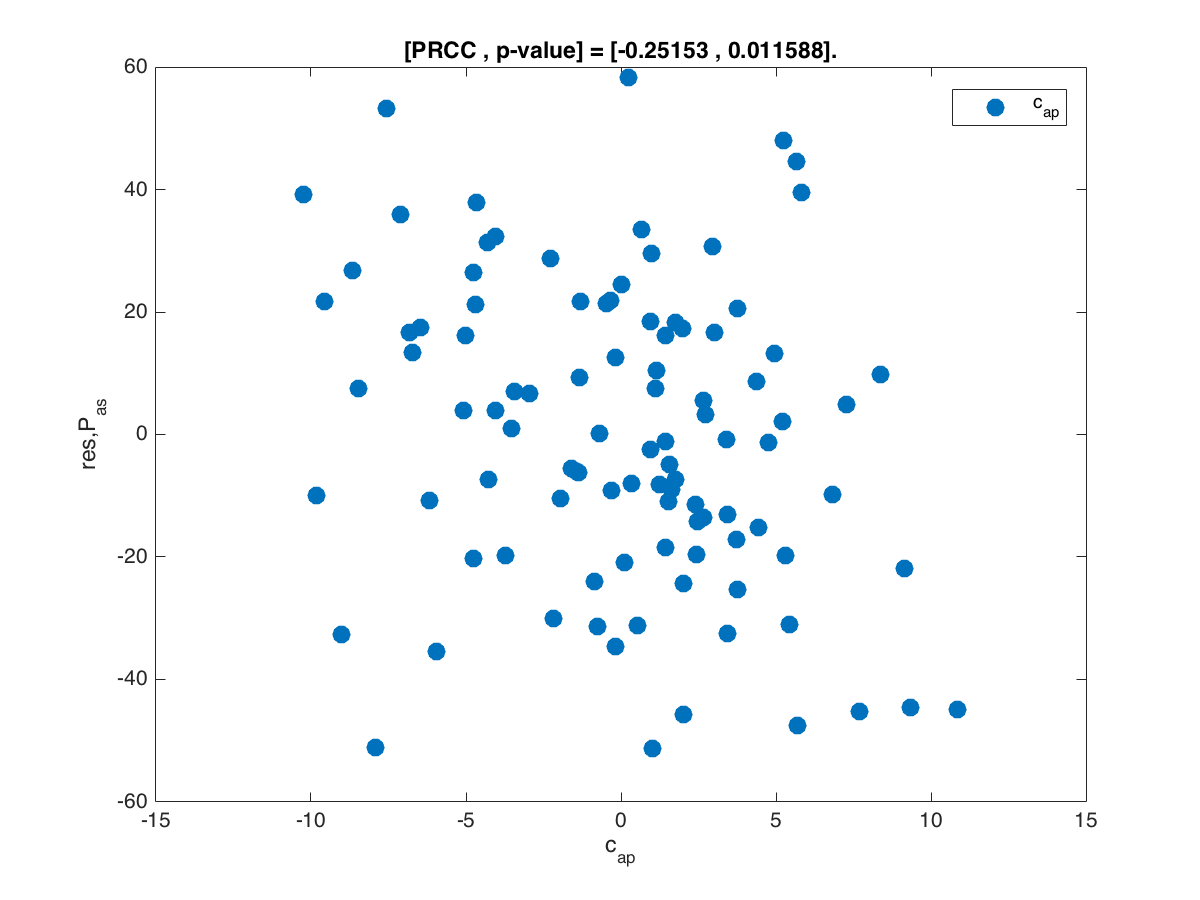 [PRCC , p-value] = [-0.25153 , 0.011588].
60
c_ap
40
20
res,P_as
0
-20
-40
-60
-15 -10 -5 0 5 10 15
c_ap